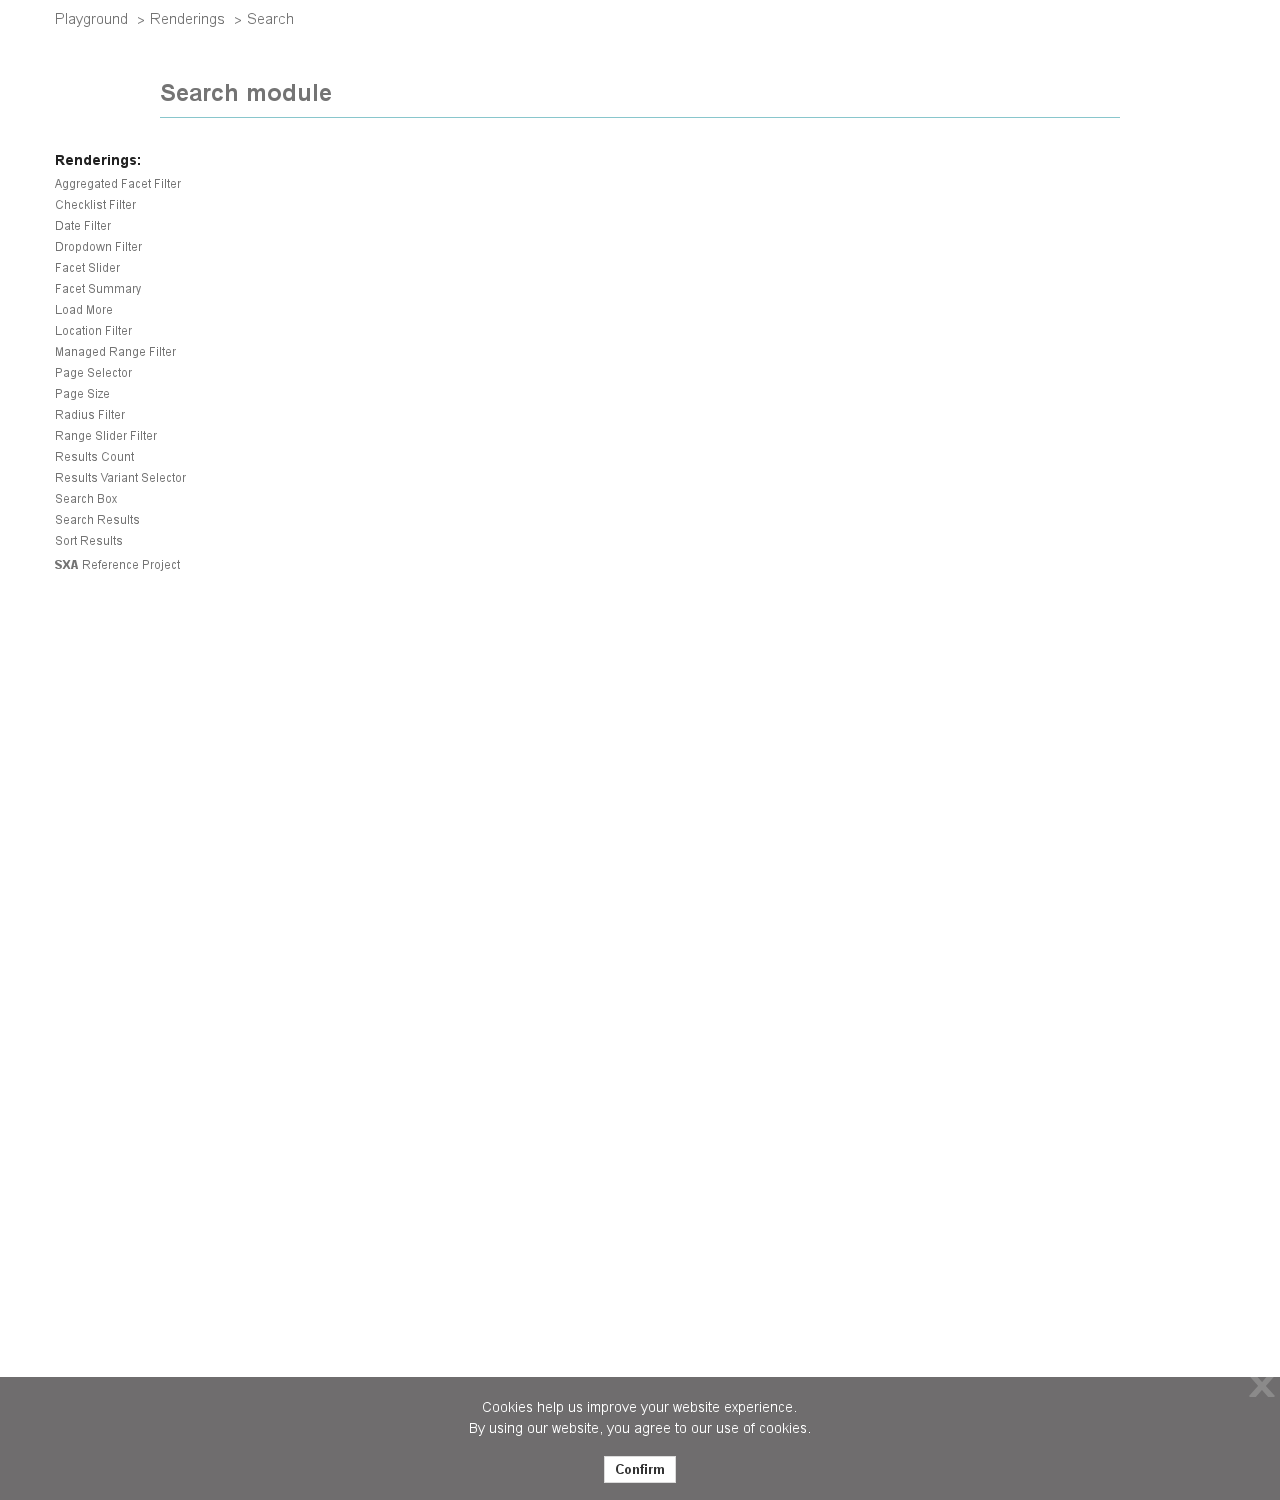 Playground > Renderings > Search
Search module
Renderings:
Aggregated Facet Filter
Checklist Filter
Date Filter
Dropdown Filter
Facet Slider
Facet Summary
Load More
Location Filter
Managed Range Filter
Page Selector
Page Size
Radius Filter
Range Slider Filter
Results Count
Results Variant Selector
Search Box
Search Results
Sort Results
SXA Reference Project
X
Cookies help us improve your website experience.
By using our website, you agree to our use of cookies.
Confirm